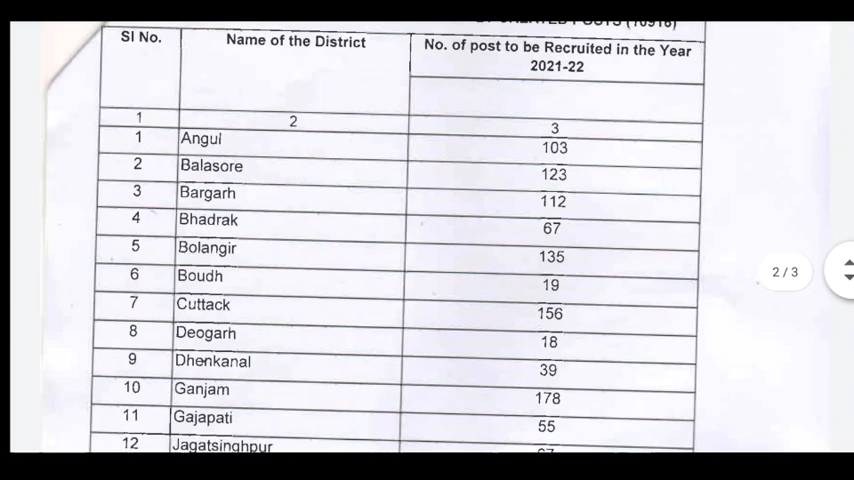 SI No.
Name of the District
No. of post to be Recruited in the Year
2021-22
1 2 3
1 Angul 103
2 Balasore 123
3 Bargarh 112
4 Bhadrak 67
5 Bolangir 135
6 Boudh 19
7 Cuttack 156
8 Deogarh 18
9 Dhenkanal 39
10 Ganjam 178
11 Gajapati 55
12 Jagatsinghpur
2 / 3